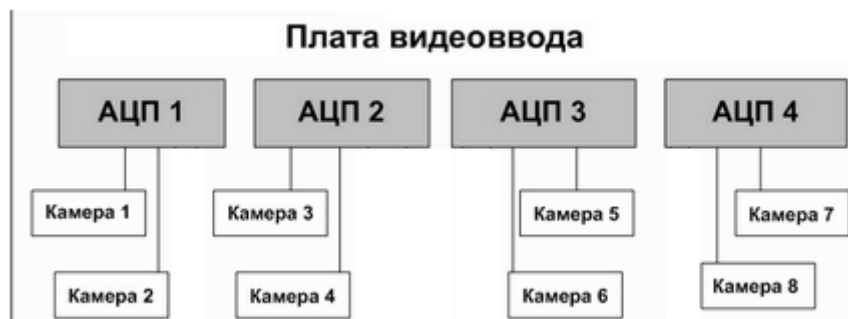 Плата видеоввода
АЦП 1 АЦП 2 АЦП 3 АЦП 4
Камера 1 Камера 3 Камера 5 Камера 7
Камера 2 Камера 4 Камера 6 Камера 8